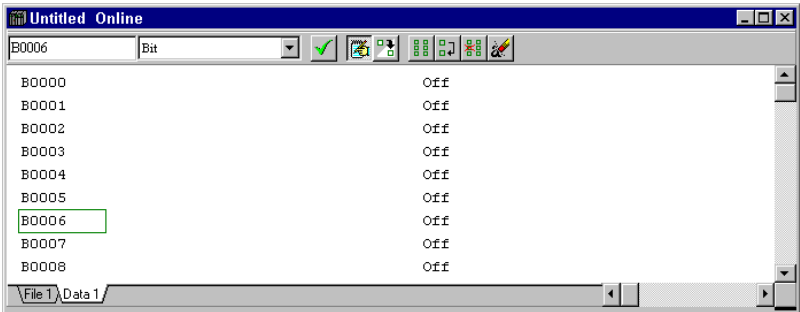 Untitled Online
B0006 Bit
B0000 Off
B0001 Off
B0002 Off
B0003 Off
B0004 Off
B0005 Off
B0006 Off
B0007 Off
B0008 Off
File 1 Data 1